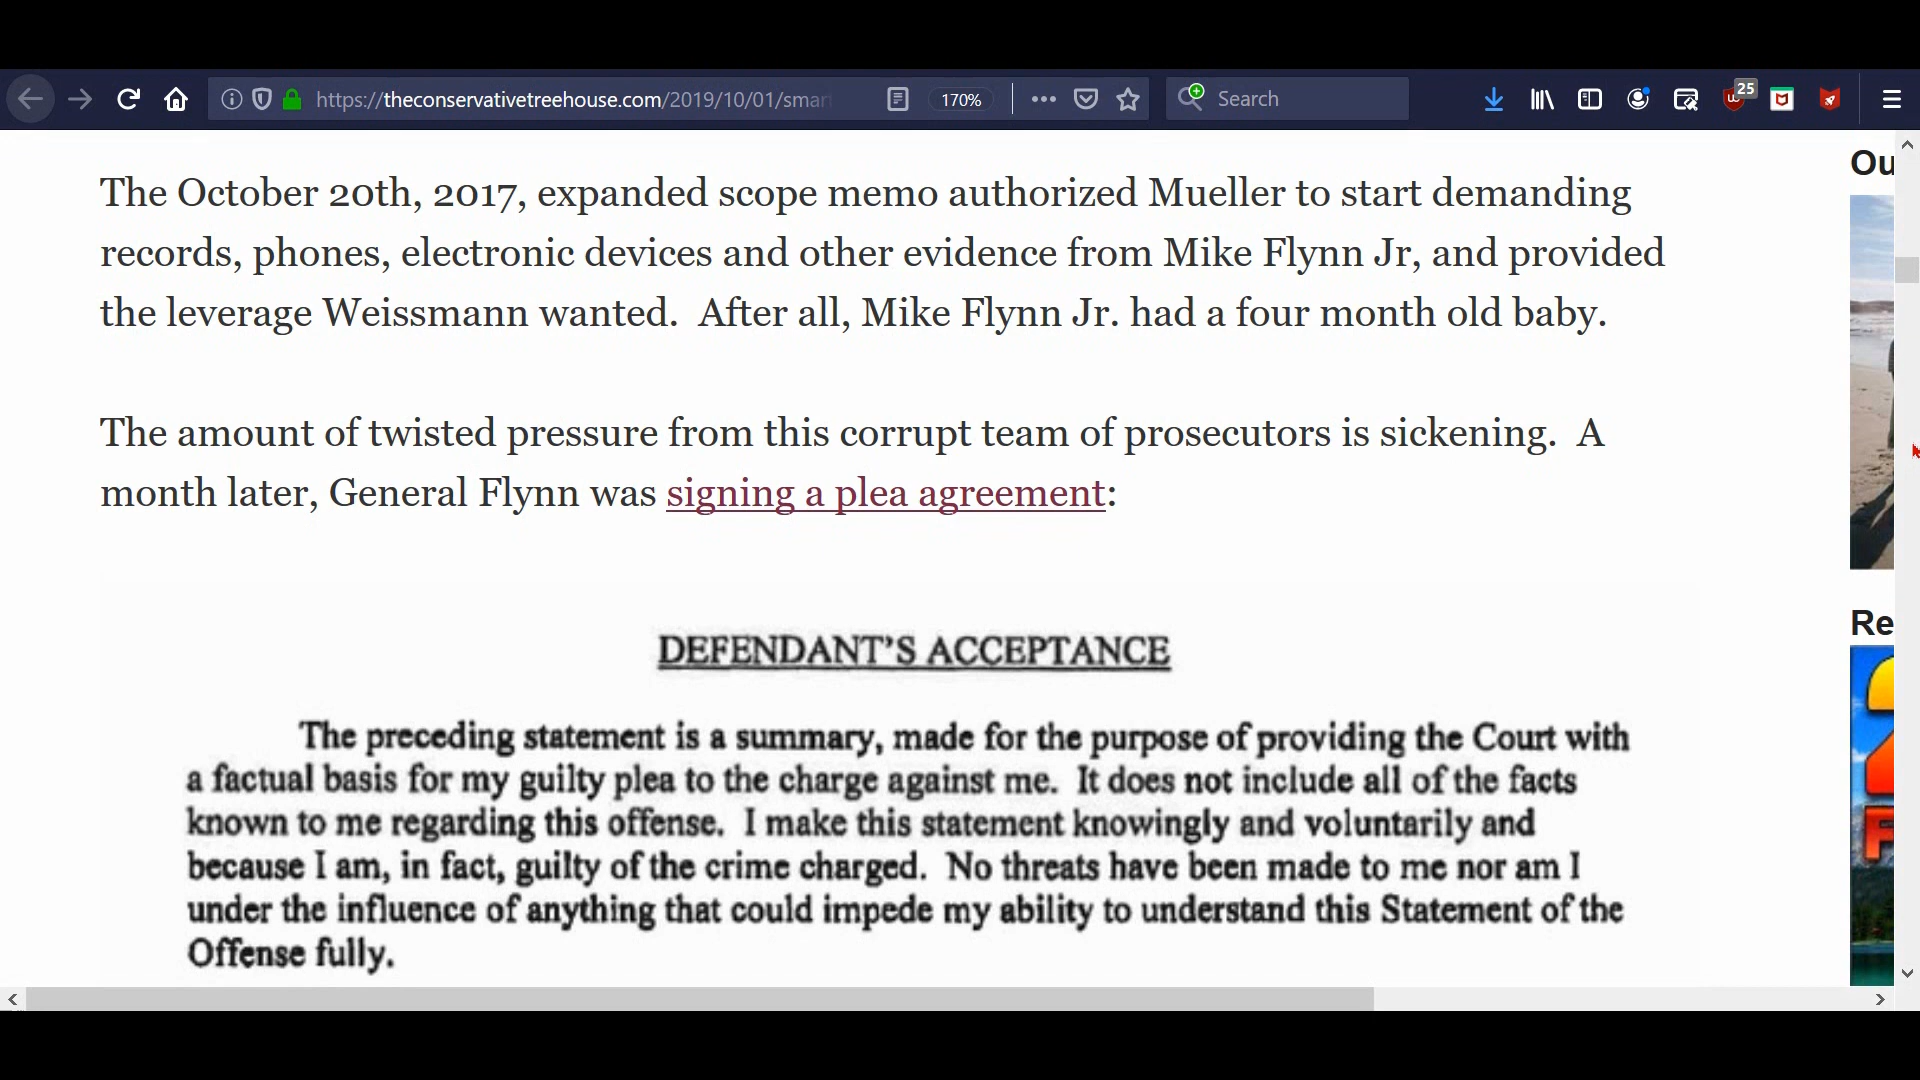 https://theconservativetreehouse.com/2019/10/01/smar
170%
Search
25
The October 20th, 2017, expanded scope memo authorized Mueller to start demanding
records, phones, electronic devices and other evidence from Mike Flynn Jr, and provided
the leverage Weissmann wanted.  After all, Mike Flynn Jr. had a four month old baby.
The amount of twisted pressure from this corrupt team of prosecutors is sickening.  A
month later, General Flynn was signing a plea agreement:
DEFENDANT'S ACCEPTANCE
The preceding statement is a summary, made for the purpose of providing the Court with
a factual basis for my guilty plea to the charge against me.  It does not include all of the facts
known to me regarding this offense.  I make this statement knowingly and voluntarily and
because I am, in fact, guilty of the crime charged.  No threats have been made to me nor am I
under the influence of anything that could impede my ability to understand this Statement of the
Offense fully.
Ou
Re
2
F